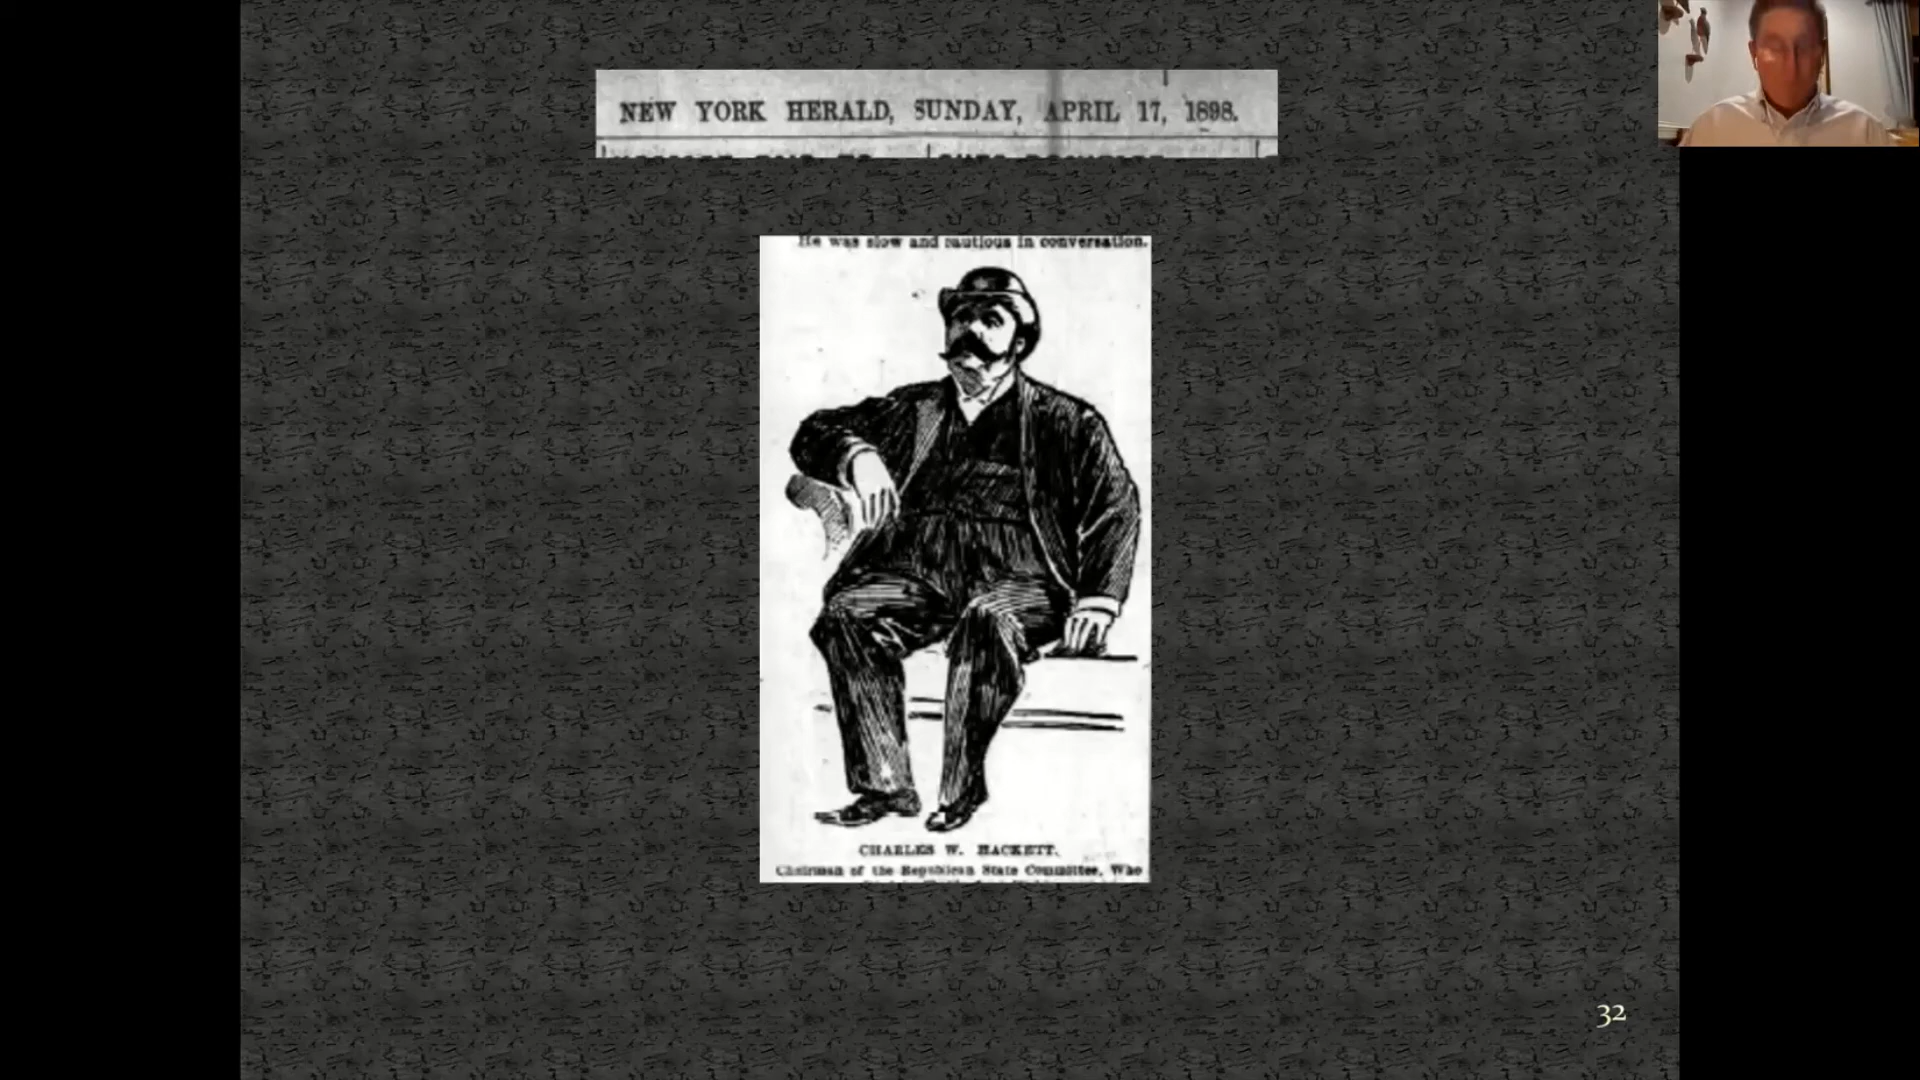 NEW YORK HERALD, SUNDAY, APRIL 17, 1898.
He was slow and cautious in conversation.
CHARLES W. HACKETT,
Chairman of the Republican State Committee, Who
32